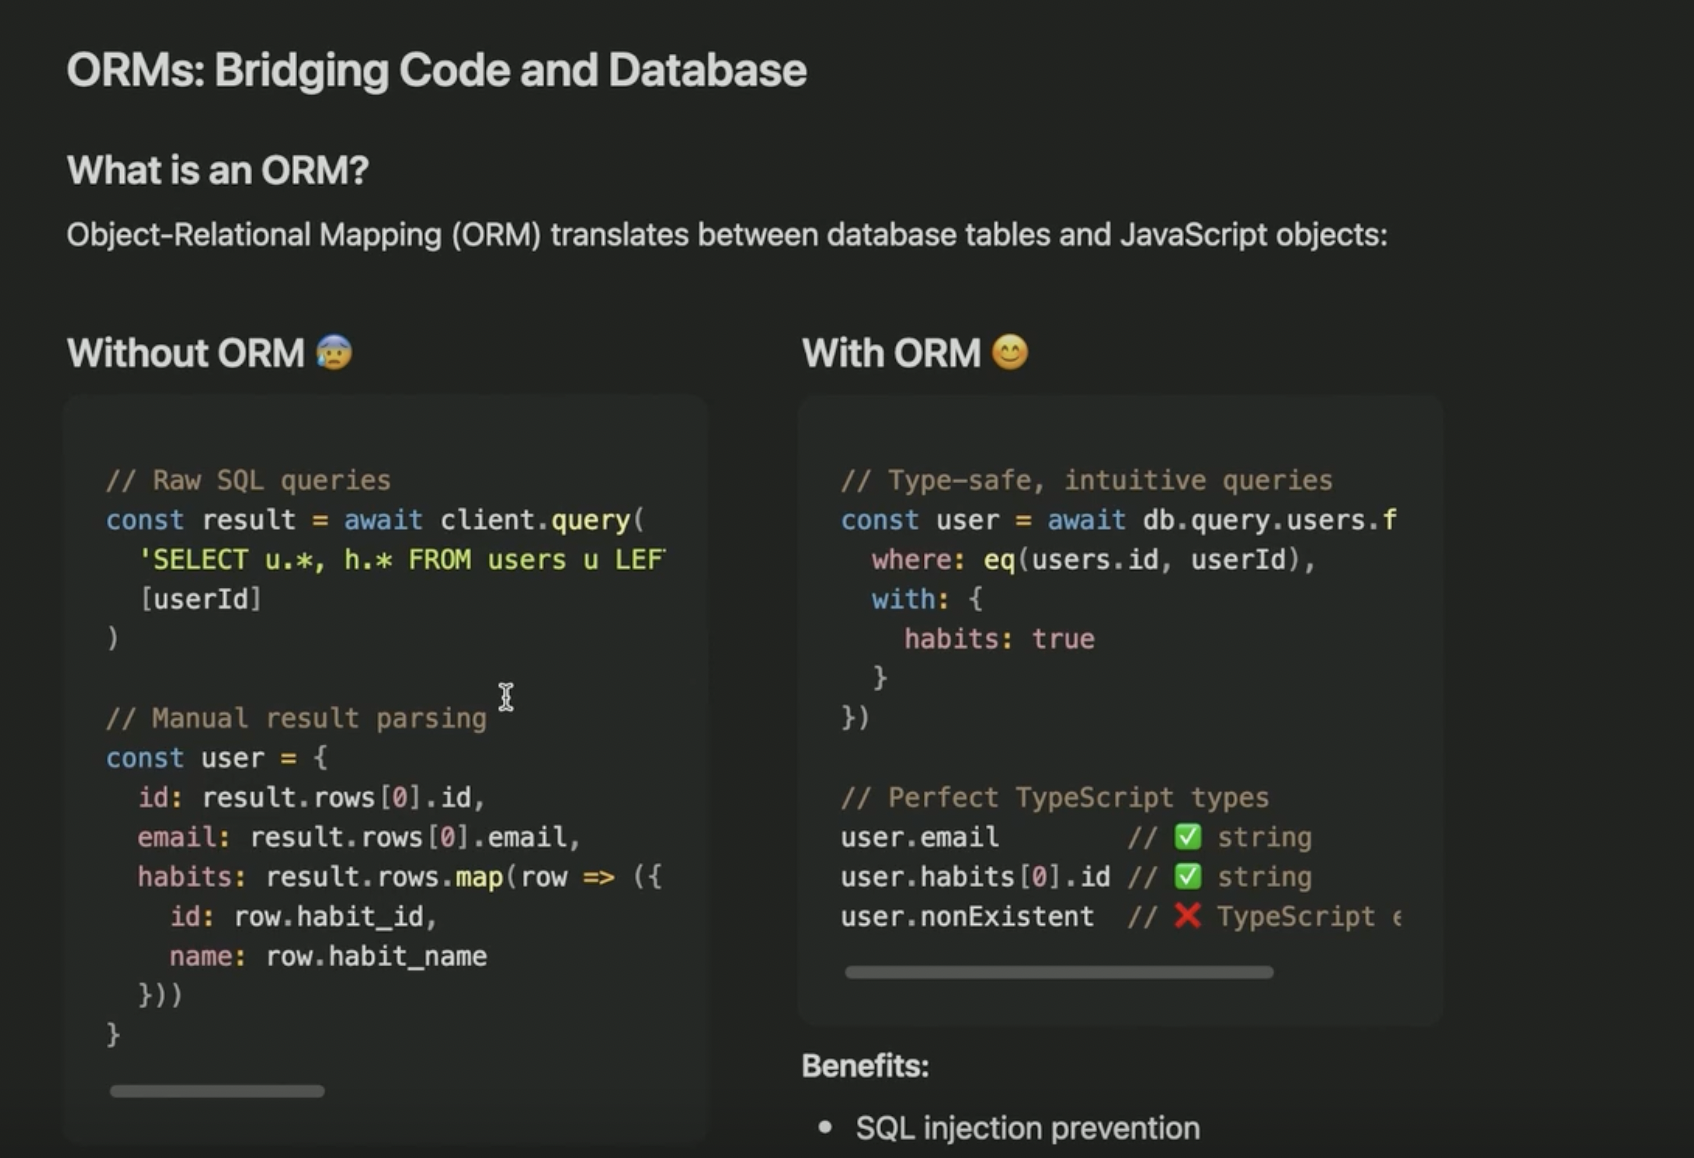 ORMs: Bridging Code and Database
What is an ORM?
Object-Relational Mapping (ORM) translates between database tables and JavaScript objects:
Without ORM 😰
// Raw SQL queries
const result = await client.query(
  'SELECT u.*, h.* FROM users u LEF
  [userId]
)
// Manual result parsing
const user = {
  id: result.rows[0].id,
  email: result.rows[0].email,
  habits: result.rows.map(row => ({
    id: row.habit_id,
    name: row.habit_name
  }))
}
With ORM 😊
// Type-safe, intuitive queries
const user = await db.query.users.f
  where: eq(users.id, userId),
  with: {
    habits: true
  }
})
// Perfect TypeScript types
user.email        // ✅ string
user.habits[0].id // ✅ string
user.nonExistent  // ❌ TypeScript
Benefits:
• SQL injection prevention